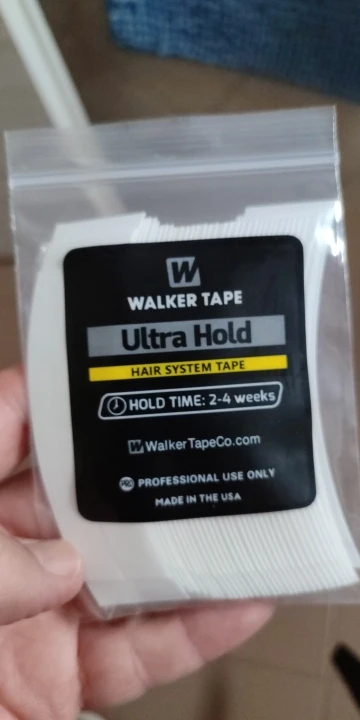 W
WALKER TAPE
Ultra Hold
HAIR SYSTEM TAPE
HOLD TIME: 2-4 weeks
W WalkerTapeCo.com
PRO PROFESSIONAL USE ONLY
MADE IN THE USA